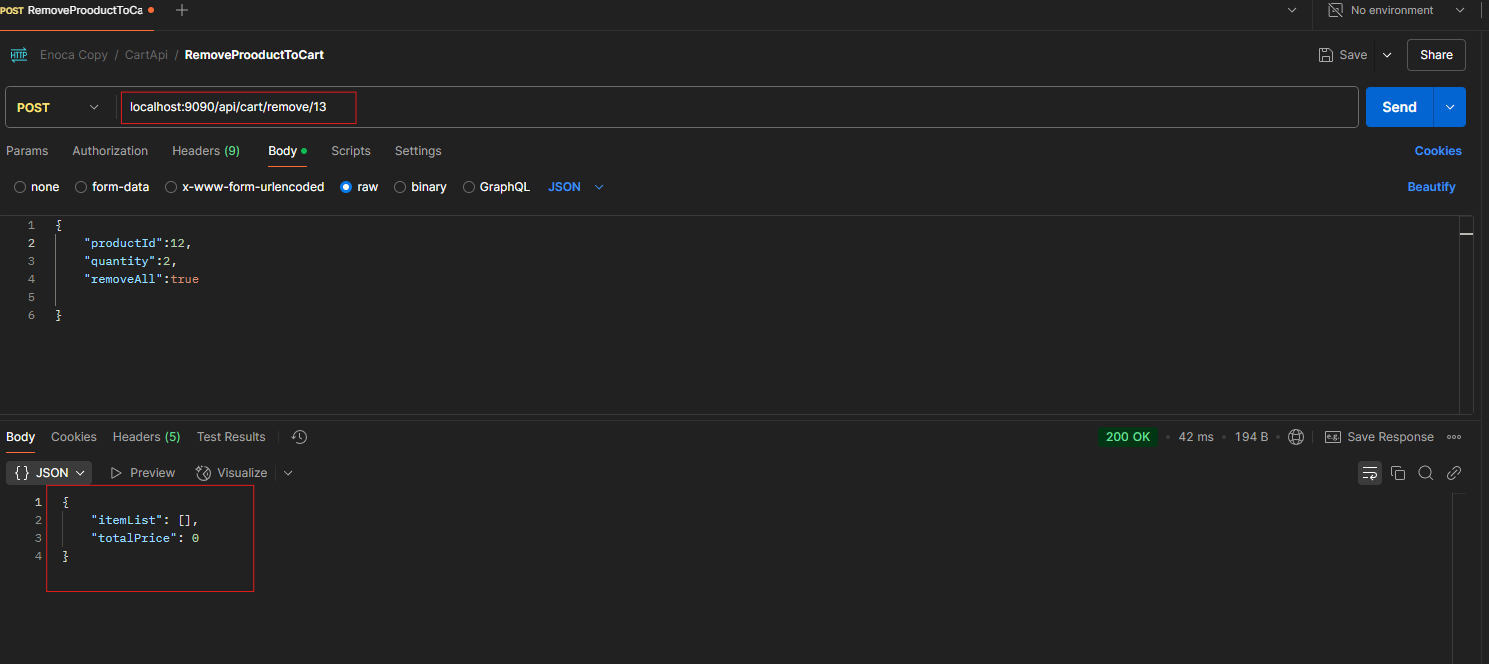 POST RemoveProoductToCa
No environment
HTTP Enoca Copy / CartApi / RemoveProoductToCart
Save
Share
POST
localhost:9090/api/cart/remove/13
Send
Params Authorization Headers (9) Body Scripts Settings
Cookies
none form-data x-www-form-urlencoded raw binary GraphQL JSON
Beautify
1 {
2 "productId":12,
3 "quantity":2,
4 "removeAll":true
5
6 }
Body Cookies Headers (5) Test Results
200 OK • 42 ms • 194 B •
e.g. Save Response
{} JSON Preview Visualize
1 {
2 "itemList": [],
3 "totalPrice": 0
4 }